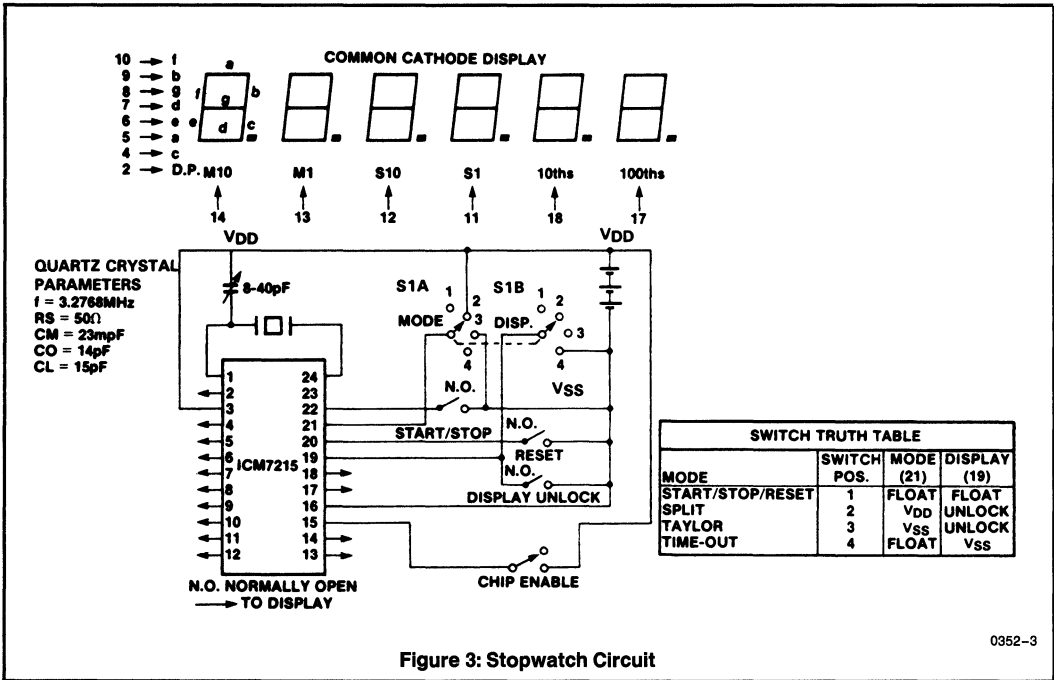 COMMON CATHODE DISPLAY
10 → f
9 → b
8 → g
7 → d
6 → e
5 → a
4 → c
2 → D.P.
a
f
b
g
e
d
c
M10 M1 S10 S1 10ths 100ths
14 13 12 11 18 17
VDD
VDD
QUARTZ CRYSTAL
PARAMETERS
f = 3.2768MHz
RS = 50Ω
CM = 23mpF
CO = 14pF
CL = 15pF
8-40pF
S1A
1
2
3
4
MODE
S1B
1
2
3
4
DISP.
VSS
N.O.
START/STOP
N.O.
RESET
N.O.
DISPLAY UNLOCK
CHIP ENABLE
ICM7215
1 24
2 23
3 22
4 21
5 20
6 19
7 18
8 17
9 16
10 15
11 14
12 13
N.O. NORMALLY OPEN
→ TO DISPLAY
SWITCH TRUTH TABLE
MODE SWITCH POS. MODE (21) DISPLAY (19)
START/STOP/RESET 1 FLOAT FLOAT
SPLIT 2 VDD UNLOCK
TAYLOR 3 VSS UNLOCK
TIME-OUT 4 FLOAT VSS
0352–3
Figure 3: Stopwatch Circuit